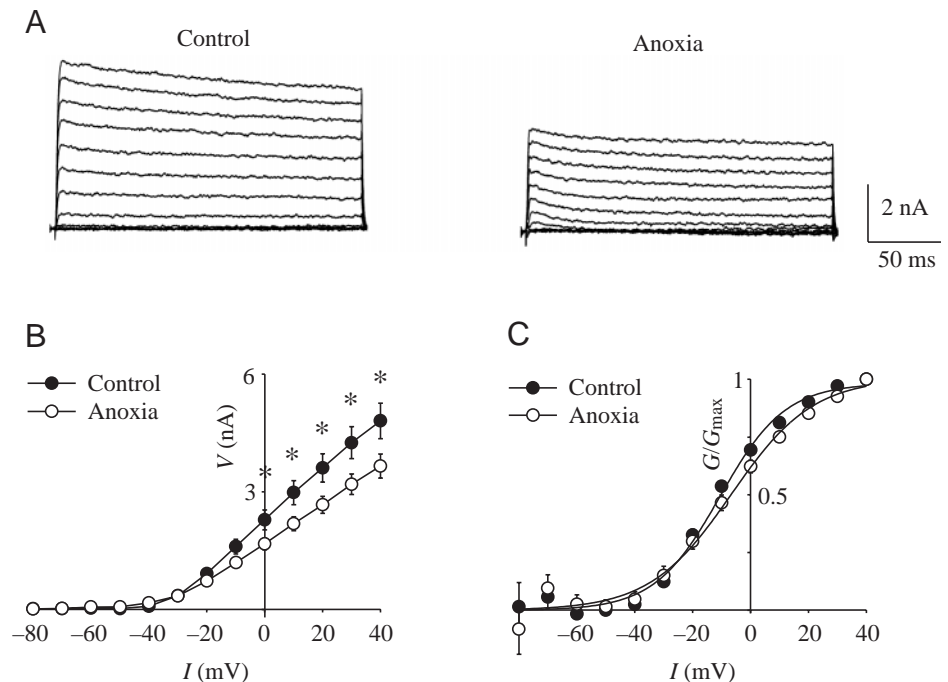 A
Control
Anoxia
2 nA
50 ms
B
Control
Anoxia
6
3
V (nA)
* * * * *
–80 –60 –40 –20 0 20 40
I (mV)
C
Control
Anoxia
1
0.5
G/Gmax
–80 –60 –40 –20 0 20 40
I (mV)